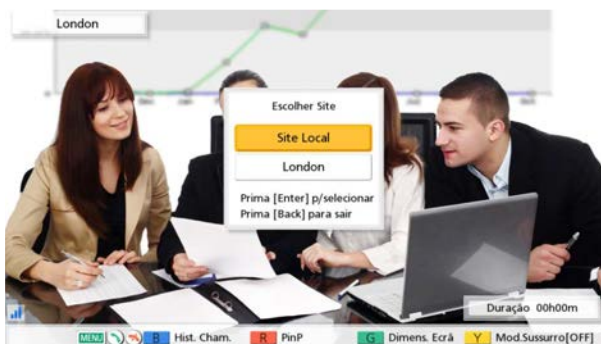 London
Escolher Site
Site Local
London
Prima [Enter] p/selecionar
Prima [Back] para sair
Duração 00h00m
MENU B Hist. Cham. R PinP G Dimens. Ecrã Y Mod.Sussurro[OFF]